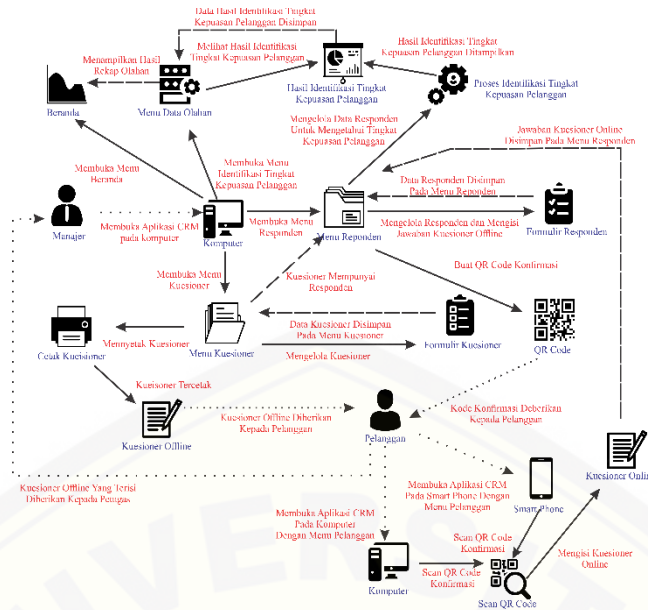 Data Hasil Identifikasi Tingkat
Kepuasan Pelanggan Disimpan
Menampilkan Hasil
Rekap Olahan
Melihat Hasil Identifikasi
Tingkat Kepuasan Pelanggan
Hasil Identifikasi Tingkat
Kepuasan Pelanggan Ditampilkan
Beranda
Menu Data Olahan
Hasil Identifikasi Tingkat
Kepuasan Pelanggan
Proses Identifikasi Tingkat
Kepuasan Pelanggan
Mengelola Data Responden
Untuk Mengetahui Tingkat
Kepuasan Pelanggan
Jawaban Kuesioner Online
Disimpan Pada Menu Responden
Membuka Menu
Beranda
Membuka Menu
Identifikasi Tingkat
Kepuasan Pelanggan
Data Responden Disimpan
Pada Menu Reponden
Manajer
Membuka Aplikasi CRM
pada komputer
Komputer
Membuka Menu
Responden
Menu Reponden
Mengelola Responden dan Mengisi
Jawaban Kuesioner Offline
Formulir Responden
Membuka Menu
Kuesioner
Kuesioner Mempunyai
Responden
Buat QR Code Konfirmasi
Cetak Kueisioner
Mennyetak Kuesioner
Menu Kuesioner
Data Kuesioner Disimpan
Pada Menu Kuesioner
Mengelola Kuesioner
Formulir Kuesioner
QR Code
Kueisoner Tercetak
Kuesioner Offline
Kuesioner Offline Diberikan
Kepada Pelanggan
Pelanggan
Kode Konfirmasi Deberikan
Kepada Pelanggan
Kuesioner Offline Yang Terisi
Diberikan Kepada Petugas
Membuka Aplikasi CRM
Pada Smart Phone Dengan
Menu Pelanggan
Smart Phone
Kuesioner Onlin
Membuka Aplikasi CRM
Pada Komputer
Dengan Menu Pelanggan
Scan QR Code
Konfirmasi
Mengisi Kuesioner
Online
Komputer
Scan QR Code
Konfirmasi
Scan QR Code